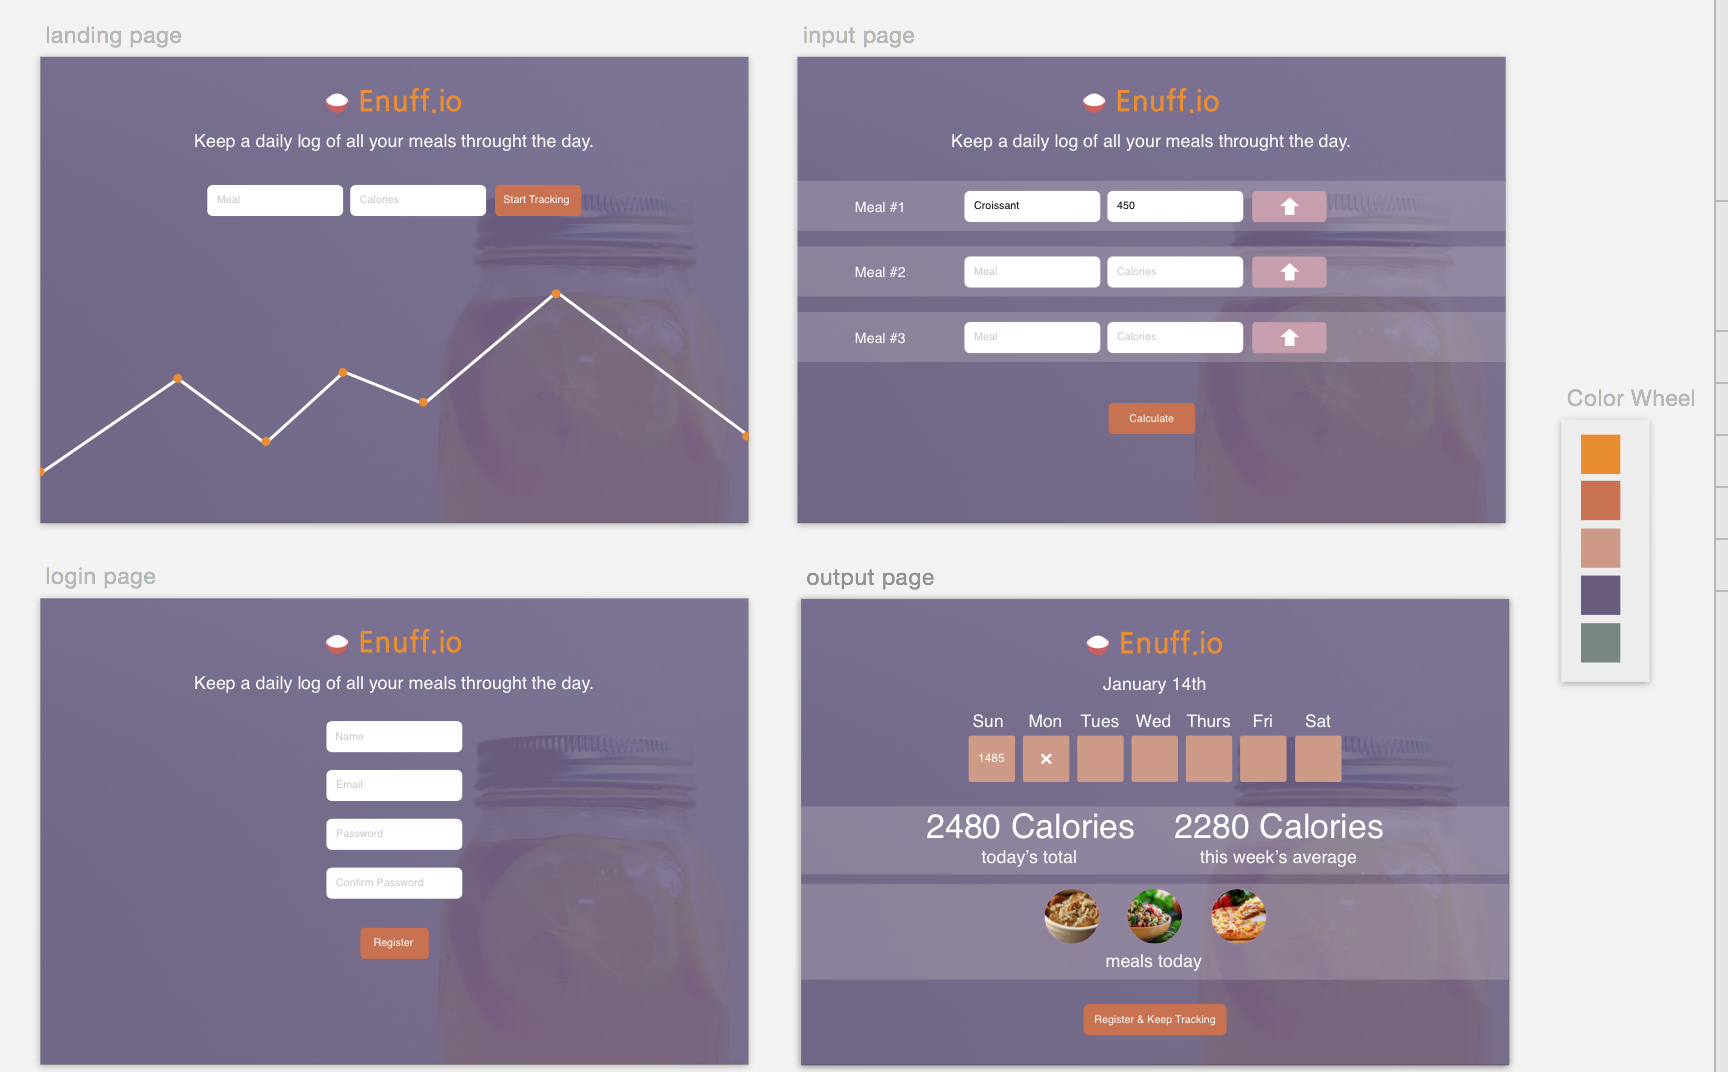 landing page
Enuff.io
Keep a daily log of all your meals throught the day.
Meal Calories Start Tracking
input page
Enuff.io
Keep a daily log of all your meals throught the day.
Meal #1 Croissant 450
Meal #2 Meal Calories
Meal #3 Meal Calories
Calculate
Color Wheel
login page
Enuff.io
Keep a daily log of all your meals throught the day.
Name
Email
Password
Confirm Password
Register
output page
Enuff.io
January 14th
Sun Mon Tues Wed Thurs Fri Sat
1485
2480 Calories 2280 Calories
today's total this week's average
meals today
Register & Keep Tracking